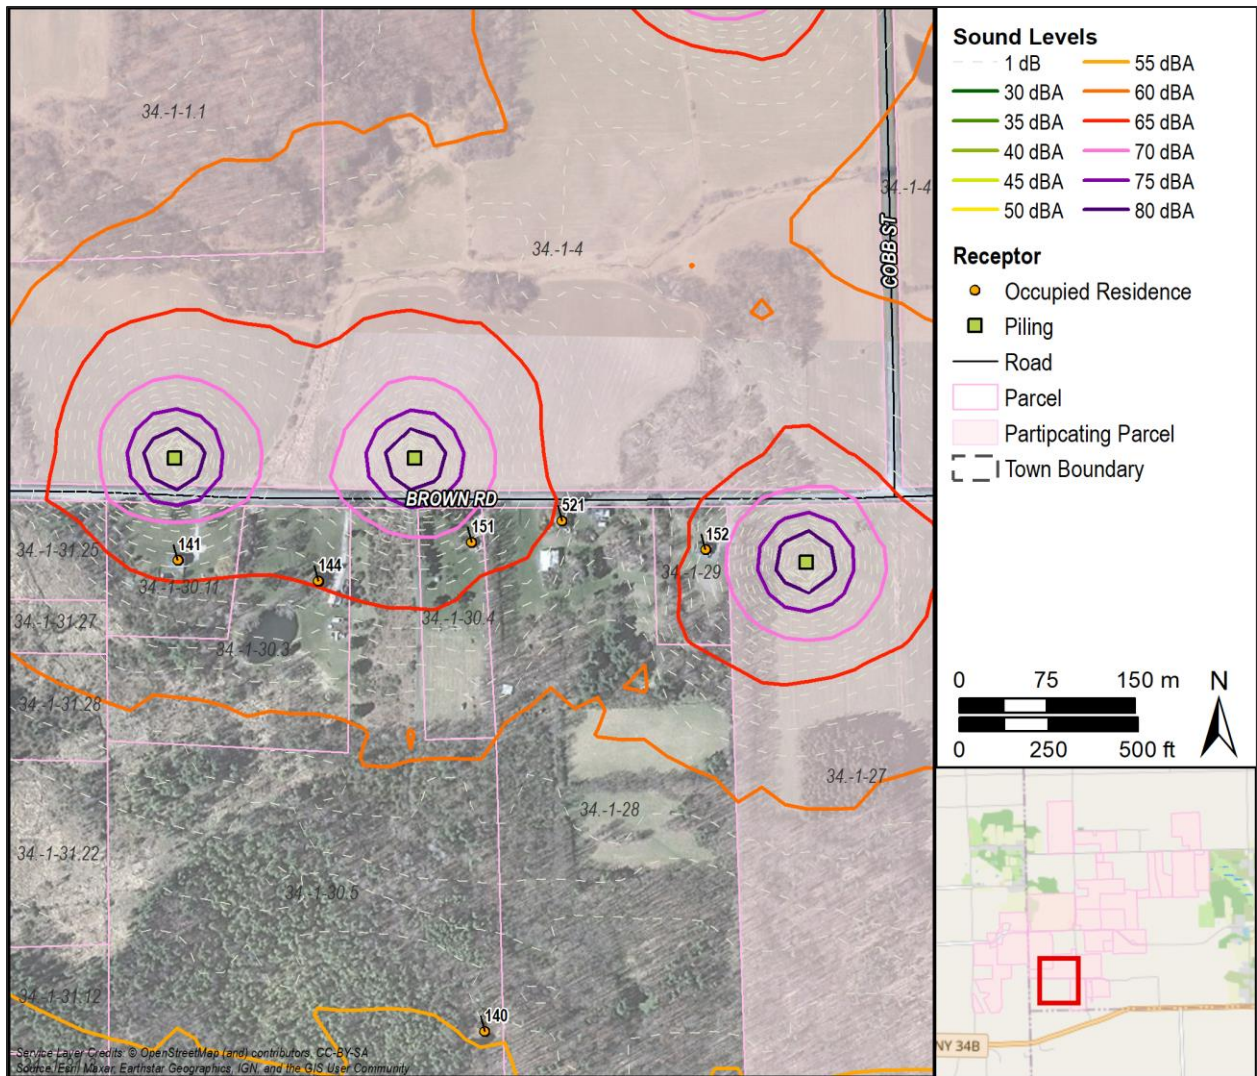 34.-1-1.1
34.-1-4
34.-1-4
COBB ST
BROWN RD
521
151
152
141
144
34.-1-31.25
34.-1-30.11
34.-1-29
34.-1-31.27
34.-1-30.4
34.-1-30.3
34.-1-31.28
34.-1-27
34.-1-28
34.-1-31.22
34.-1-30.5
34.-1-31.12
140
Service Layer Credits: © OpenStreetMap (and) contributors, CC-BY-SA
Source: Esri, Maxar, Earthstar Geographics, IGN, and the GIS User Community
Sound Levels
1 dB
55 dBA
30 dBA
60 dBA
35 dBA
65 dBA
40 dBA
70 dBA
45 dBA
75 dBA
50 dBA
80 dBA
Receptor
Occupied Residence
Piling
Road
Parcel
Partipcating Parcel
Town Boundary
0 75 150 m
N
0 250 500 ft
NY 34B